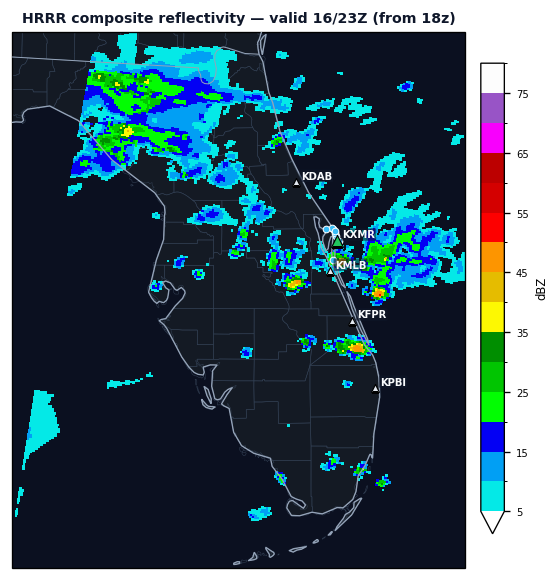 HRRR composite reflectivity — valid 16/23Z (from 18z)
KDAB
KXMR
KMLB
KFPR
KPBI
75
65
55
45
35
25
15
5
dBZ